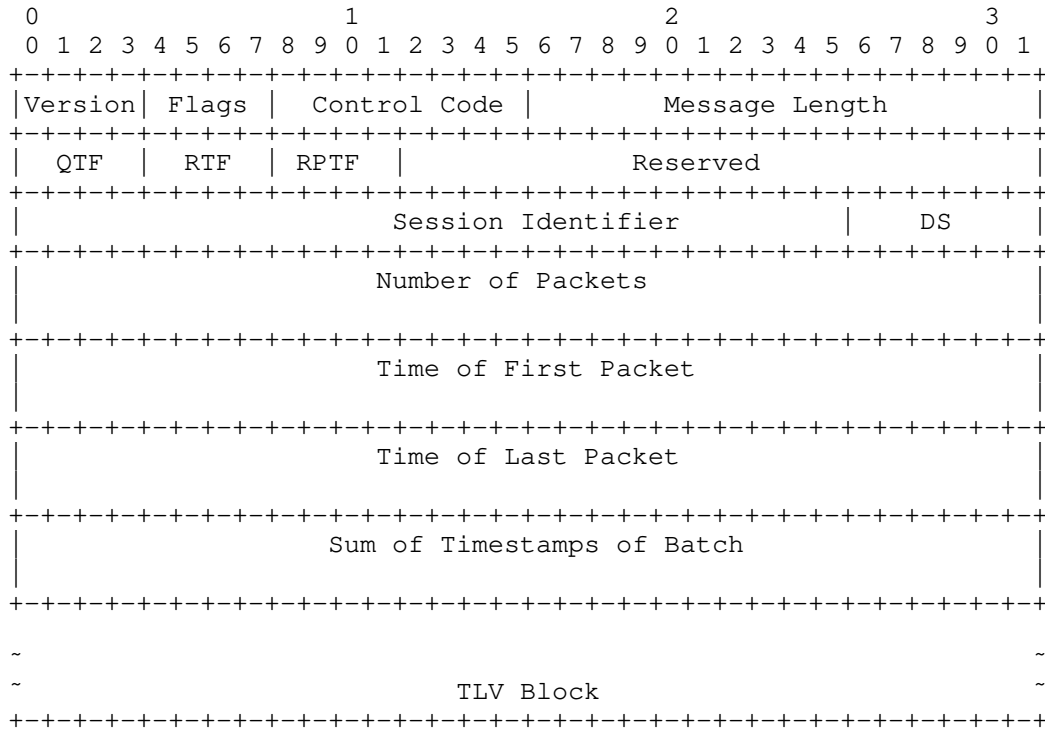 0                   1                   2                   3
0 1 2 3 4 5 6 7 8 9 0 1 2 3 4 5 6 7 8 9 0 1 2 3 4 5 6 7 8 9 0 1
+-+-+-+-+-+-+-+-+-+-+-+-+-+-+-+-+-+-+-+-+-+-+-+-+-+-+-+-+-+-+-+-+
|Version| Flags |  Control Code |        Message Length         |
+-+-+-+-+-+-+-+-+-+-+-+-+-+-+-+-+-+-+-+-+-+-+-+-+-+-+-+-+-+-+-+-+
|  QTF  |  RTF  | RPTF  |              Reserved                 |
+-+-+-+-+-+-+-+-+-+-+-+-+-+-+-+-+-+-+-+-+-+-+-+-+-+-+-+-+-+-+-+-+
|                       Session Identifier          |    DS     |
+-+-+-+-+-+-+-+-+-+-+-+-+-+-+-+-+-+-+-+-+-+-+-+-+-+-+-+-+-+-+-+-+
|                      Number of Packets                        |
|                                                               |
+-+-+-+-+-+-+-+-+-+-+-+-+-+-+-+-+-+-+-+-+-+-+-+-+-+-+-+-+-+-+-+-+
|                      Time of First Packet                     |
|                                                               |
+-+-+-+-+-+-+-+-+-+-+-+-+-+-+-+-+-+-+-+-+-+-+-+-+-+-+-+-+-+-+-+-+
|                      Time of Last Packet                      |
|                                                               |
+-+-+-+-+-+-+-+-+-+-+-+-+-+-+-+-+-+-+-+-+-+-+-+-+-+-+-+-+-+-+-+-+
|                   Sum of Timestamps of Batch                  |
|                                                               |
+-+-+-+-+-+-+-+-+-+-+-+-+-+-+-+-+-+-+-+-+-+-+-+-+-+-+-+-+-+-+-+-+
~                                                               ~
~                           TLV Block                           ~
+-+-+-+-+-+-+-+-+-+-+-+-+-+-+-+-+-+-+-+-+-+-+-+-+-+-+-+-+-+-+-+-+